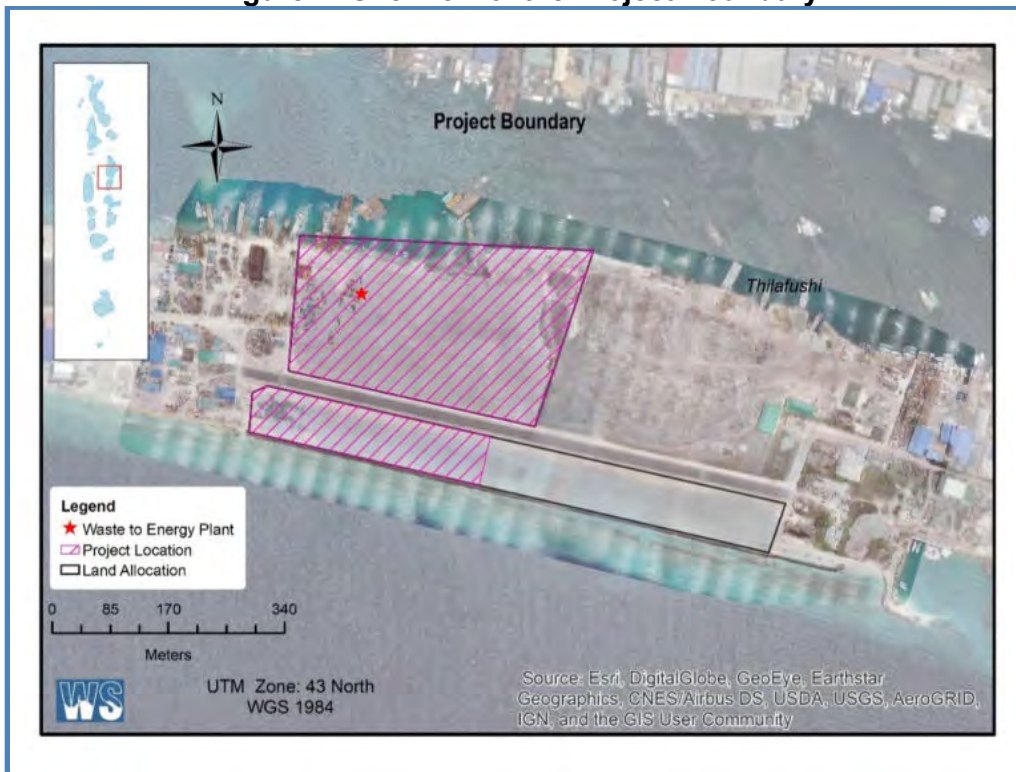 N
Project Boundary
Thilafushi
Legend
Waste to Energy Plant
Project Location
Land Allocation
0 85 170 340
Meters
WS
UTM Zone: 43 North
WGS 1984
Source: Esri, DigitalGlobe, GeoEye, Earthstar
Geographics, CNES/Airbus DS, USDA, USGS, AeroGRID,
IGN, and the GIS User Community